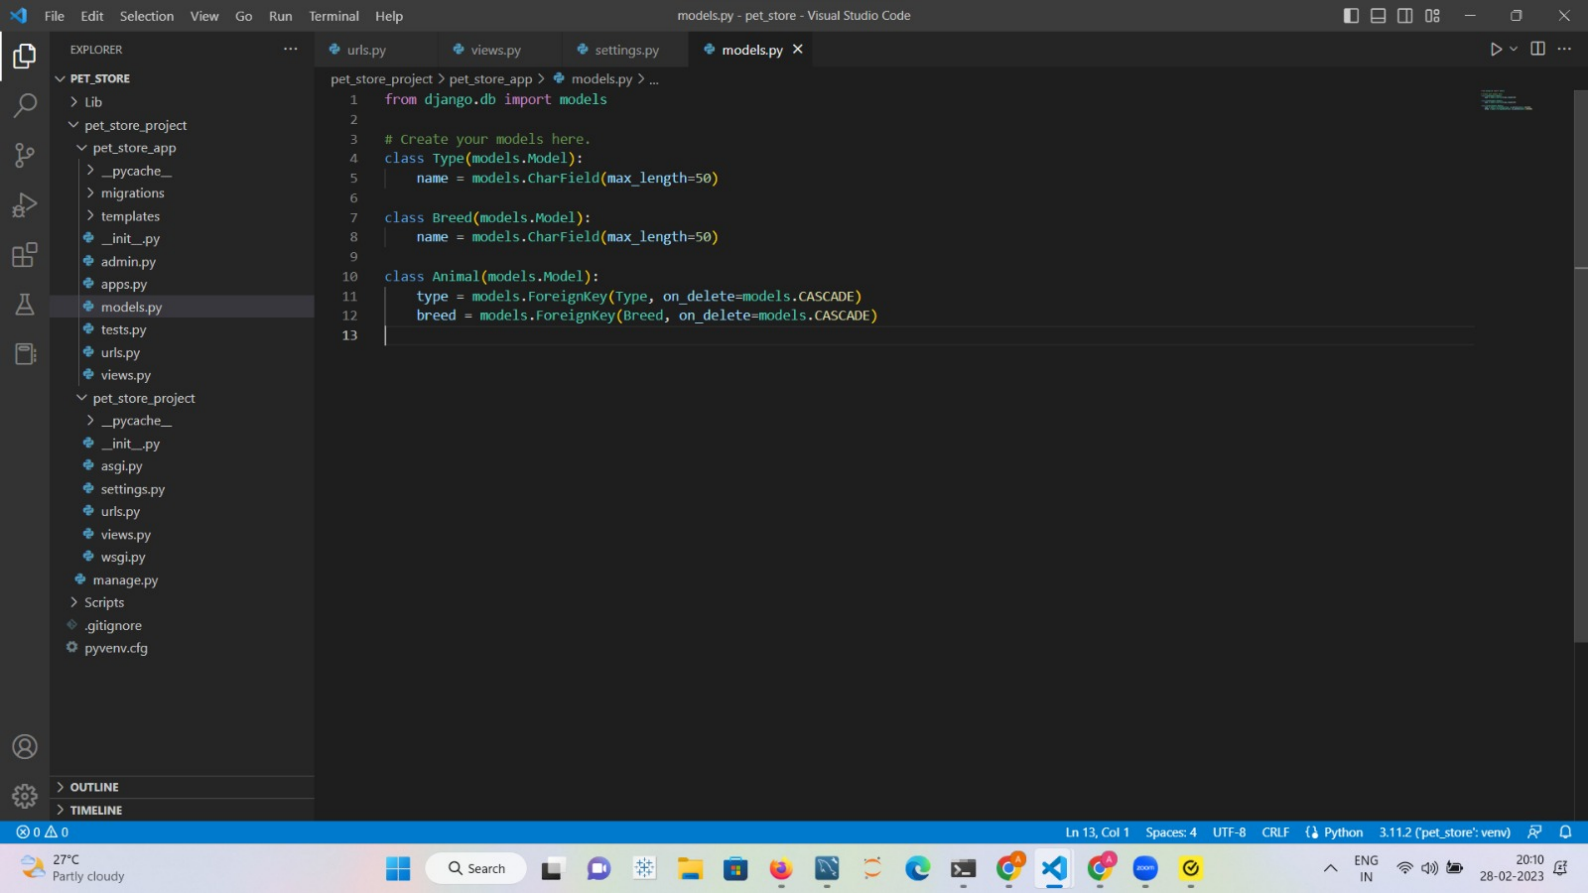 File Edit Selection View Go Run Terminal Help
models.py - pet_store - Visual Studio Code
EXPLORER
urls.py
views.py
settings.py
models.py
PET_STORE
Lib
pet_store_project
pet_store_app
__pycache__
migrations
templates
__init__.py
admin.py
apps.py
models.py
tests.py
urls.py
views.py
pet_store_project
__pycache__
__init__.py
asgi.py
settings.py
urls.py
views.py
wsgi.py
manage.py
Scripts
.gitignore
pyvenv.cfg
OUTLINE
TIMELINE
pet_store_project > pet_store_app > models.py > ...
1 from django.db import models
2
3 # Create your models here.
4 class Type(models.Model):
5 name = models.CharField(max_length=50)
6
7 class Breed(models.Model):
8 name = models.CharField(max_length=50)
9
10 class Animal(models.Model):
11 type = models.ForeignKey(Type, on_delete=models.CASCADE)
12 breed = models.ForeignKey(Breed, on_delete=models.CASCADE)
13
0 0
Ln 13, Col 1 Spaces: 4 UTF-8 CRLF Python 3.11.2 ('pet_store': venv)
27°C
Partly cloudy
Search
A
A
zoom
ENG
IN
20:10
28-02-2023